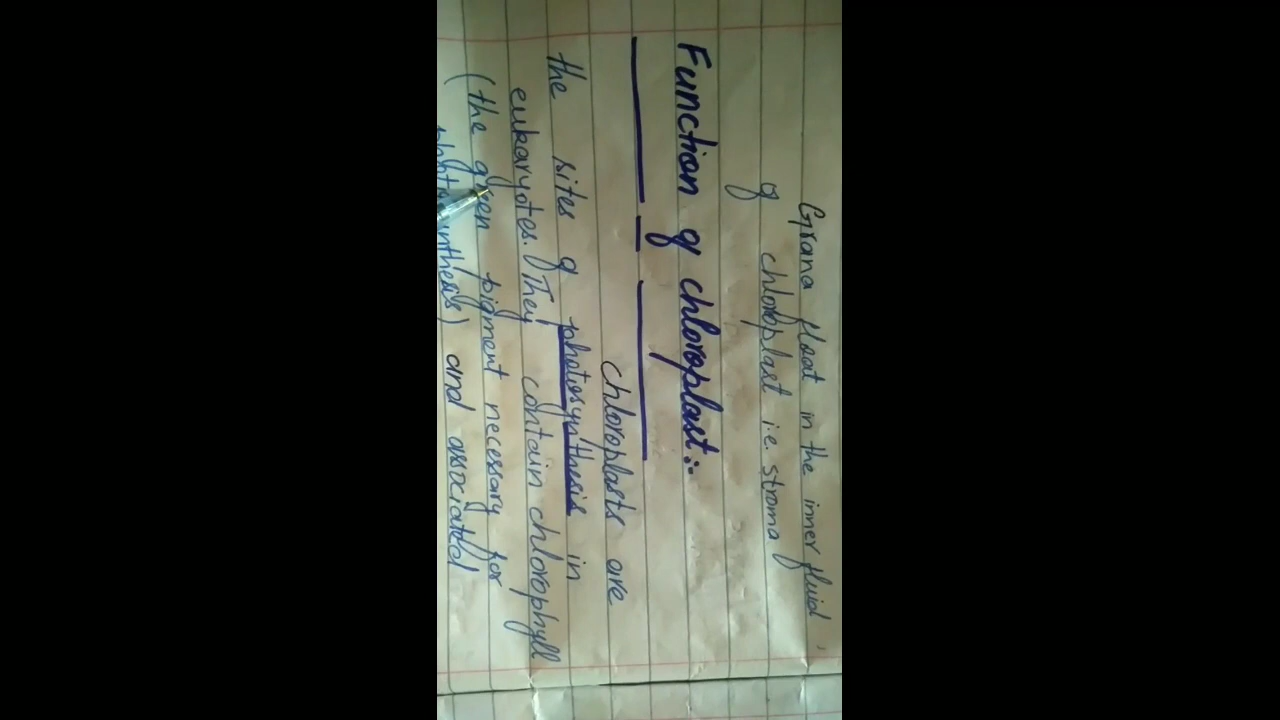 Grana float in the inner fluid,
of chloroplast i.e. stroma
Function of chloroplast:-
chloroplasts are
the sites of photosynthesis in
eukaryotes. They contain chlorophyll
(the green pigment necessary for
photosynthesis) and associated